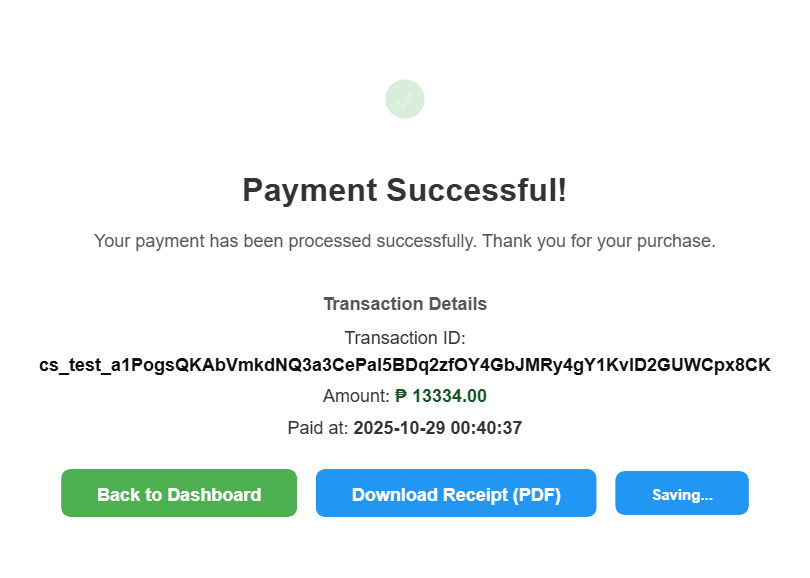 Payment Successful!
Your payment has been processed successfully. Thank you for your purchase.
Transaction Details
Transaction ID:
cs_test_a1PogsQKAbVmkdNQ3a3CePal5BDq2zfOY4GbJMRy4gY1KvID2GUWCpx8CK
Amount: ₱ 13334.00
Paid at: 2025-10-29 00:40:37
Back to Dashboard
Download Receipt (PDF)
Saving...